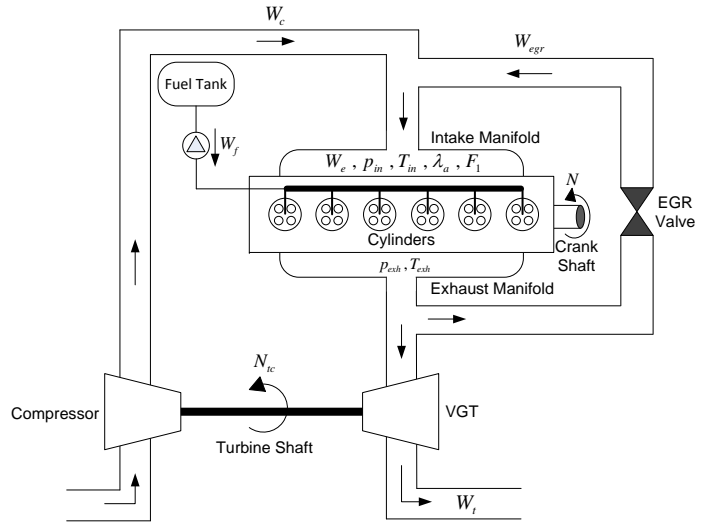 W_c
W_egr
Fuel Tank
W_f
Intake Manifold
W_e , p_in , T_in , λ_a , F_1
N
EGR
Valve
Cylinders
Crank
Shaft
p_exh , T_exh
Exhaust Manifold
N_tc
Compressor
VGT
Turbine Shaft
W_t